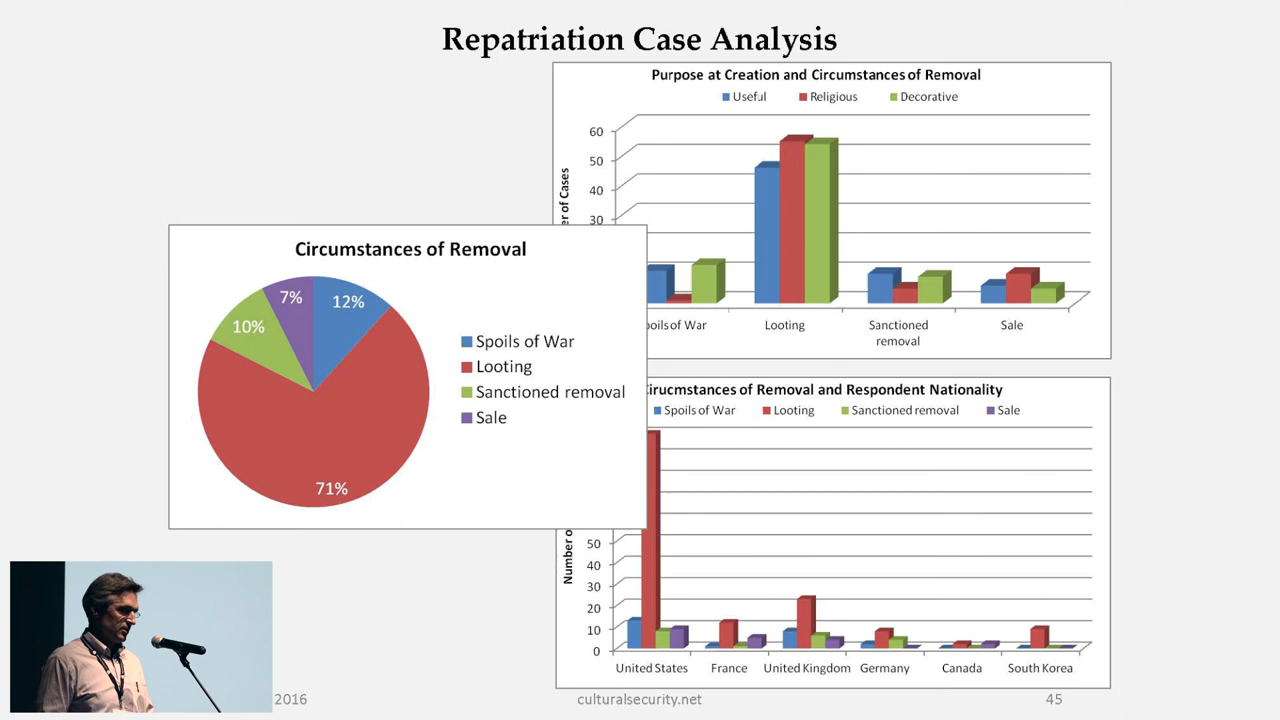 Repatriation Case Analysis
Purpose at Creation and Circumstances of Removal
Useful Religious Decorative
60
50
40
30
Spoils of War Looting Sanctioned removal Sale
Circumstances of Removal
7%
12%
10%
71%
Spoils of War
Looting
Sanctioned removal
Sale
Cirucmstances of Removal and Respondent Nationality
Spoils of War Looting Sanctioned removal Sale
Number o
50
40
30
20
10
0
United States France United Kingdom Germany Canada South Korea
2016 culturalsecurity.net 45